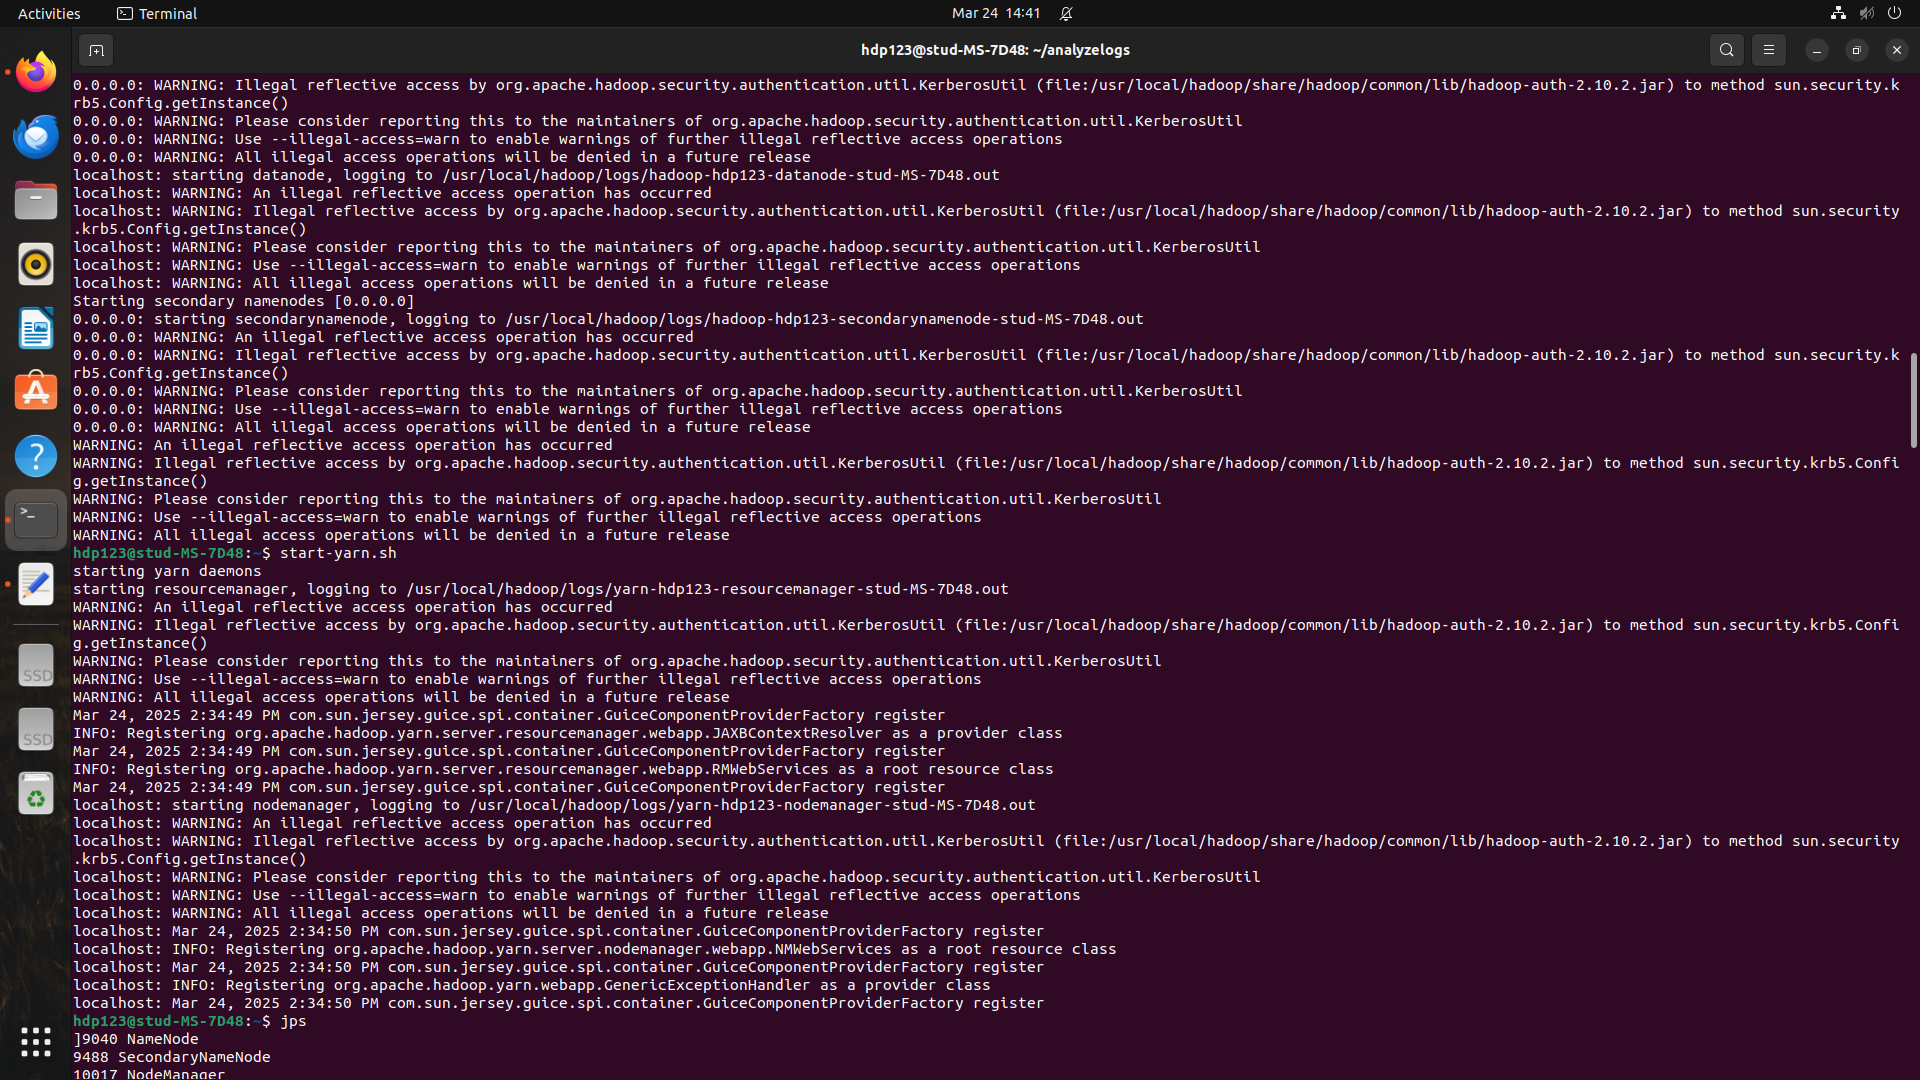 Activities
Terminal
Mar 24 14:41
hdp123@stud-MS-7D48: ~/analyzelogs
0.0.0.0: WARNING: Illegal reflective access by org.apache.hadoop.security.authentication.util.KerberosUtil (file:/usr/local/hadoop/share/hadoop/common/lib/hadoop-auth-2.10.2.jar) to method sun.security.k
rb5.Config.getInstance()
0.0.0.0: WARNING: Please consider reporting this to the maintainers of org.apache.hadoop.security.authentication.util.KerberosUtil
0.0.0.0: WARNING: Use --illegal-access=warn to enable warnings of further illegal reflective access operations
0.0.0.0: WARNING: All illegal access operations will be denied in a future release
localhost: starting datanode, logging to /usr/local/hadoop/logs/hadoop-hdp123-datanode-stud-MS-7D48.out
localhost: WARNING: An illegal reflective access operation has occurred
localhost: WARNING: Illegal reflective access by org.apache.hadoop.security.authentication.util.KerberosUtil (file:/usr/local/hadoop/share/hadoop/common/lib/hadoop-auth-2.10.2.jar) to method sun.security
.krb5.Config.getInstance()
localhost: WARNING: Please consider reporting this to the maintainers of org.apache.hadoop.security.authentication.util.KerberosUtil
localhost: WARNING: Use --illegal-access=warn to enable warnings of further illegal reflective access operations
localhost: WARNING: All illegal access operations will be denied in a future release
Starting secondary namenodes [0.0.0.0]
0.0.0.0: starting secondarynamenode, logging to /usr/local/hadoop/logs/hadoop-hdp123-secondarynamenode-stud-MS-7D48.out
0.0.0.0: WARNING: An illegal reflective access operation has occurred
0.0.0.0: WARNING: Illegal reflective access by org.apache.hadoop.security.authentication.util.KerberosUtil (file:/usr/local/hadoop/share/hadoop/common/lib/hadoop-auth-2.10.2.jar) to method sun.security.k
rb5.Config.getInstance()
0.0.0.0: WARNING: Please consider reporting this to the maintainers of org.apache.hadoop.security.authentication.util.KerberosUtil
0.0.0.0: WARNING: Use --illegal-access=warn to enable warnings of further illegal reflective access operations
0.0.0.0: WARNING: All illegal access operations will be denied in a future release
WARNING: An illegal reflective access operation has occurred
WARNING: Illegal reflective access by org.apache.hadoop.security.authentication.util.KerberosUtil (file:/usr/local/hadoop/share/hadoop/common/lib/hadoop-auth-2.10.2.jar) to method sun.security.krb5.Confi
g.getInstance()
WARNING: Please consider reporting this to the maintainers of org.apache.hadoop.security.authentication.util.KerberosUtil
WARNING: Use --illegal-access=warn to enable warnings of further illegal reflective access operations
WARNING: All illegal access operations will be denied in a future release
hdp123@stud-MS-7D48:~$ start-yarn.sh
starting yarn daemons
starting resourcemanager, logging to /usr/local/hadoop/logs/yarn-hdp123-resourcemanager-stud-MS-7D48.out
WARNING: An illegal reflective access operation has occurred
WARNING: Illegal reflective access by org.apache.hadoop.security.authentication.util.KerberosUtil (file:/usr/local/hadoop/share/hadoop/common/lib/hadoop-auth-2.10.2.jar) to method sun.security.krb5.Confi
g.getInstance()
WARNING: Please consider reporting this to the maintainers of org.apache.hadoop.security.authentication.util.KerberosUtil
WARNING: Use --illegal-access=warn to enable warnings of further illegal reflective access operations
WARNING: All illegal access operations will be denied in a future release
Mar 24, 2025 2:34:49 PM com.sun.jersey.guice.spi.container.GuiceComponentProviderFactory register
INFO: Registering org.apache.hadoop.yarn.server.resourcemanager.webapp.JAXBContextResolver as a provider class
Mar 24, 2025 2:34:49 PM com.sun.jersey.guice.spi.container.GuiceComponentProviderFactory register
INFO: Registering org.apache.hadoop.yarn.server.resourcemanager.webapp.RMWebServices as a root resource class
Mar 24, 2025 2:34:49 PM com.sun.jersey.guice.spi.container.GuiceComponentProviderFactory register
localhost: starting nodemanager, logging to /usr/local/hadoop/logs/yarn-hdp123-nodemanager-stud-MS-7D48.out
localhost: WARNING: An illegal reflective access operation has occurred
localhost: WARNING: Illegal reflective access by org.apache.hadoop.security.authentication.util.KerberosUtil (file:/usr/local/hadoop/share/hadoop/common/lib/hadoop-auth-2.10.2.jar) to method sun.security
.krb5.Config.getInstance()
localhost: WARNING: Please consider reporting this to the maintainers of org.apache.hadoop.security.authentication.util.KerberosUtil
localhost: WARNING: Use --illegal-access=warn to enable warnings of further illegal reflective access operations
localhost: WARNING: All illegal access operations will be denied in a future release
localhost: Mar 24, 2025 2:34:50 PM com.sun.jersey.guice.spi.container.GuiceComponentProviderFactory register
localhost: INFO: Registering org.apache.hadoop.yarn.server.nodemanager.webapp.NMWebServices as a root resource class
localhost: Mar 24, 2025 2:34:50 PM com.sun.jersey.guice.spi.container.GuiceComponentProviderFactory register
localhost: INFO: Registering org.apache.hadoop.yarn.webapp.GenericExceptionHandler as a provider class
localhost: Mar 24, 2025 2:34:50 PM com.sun.jersey.guice.spi.container.GuiceComponentProviderFactory register
hdp123@stud-MS-7D48:~$ jps
]9040 NameNode
9488 SecondaryNameNode
10017 NodeManager
SSD
SSD